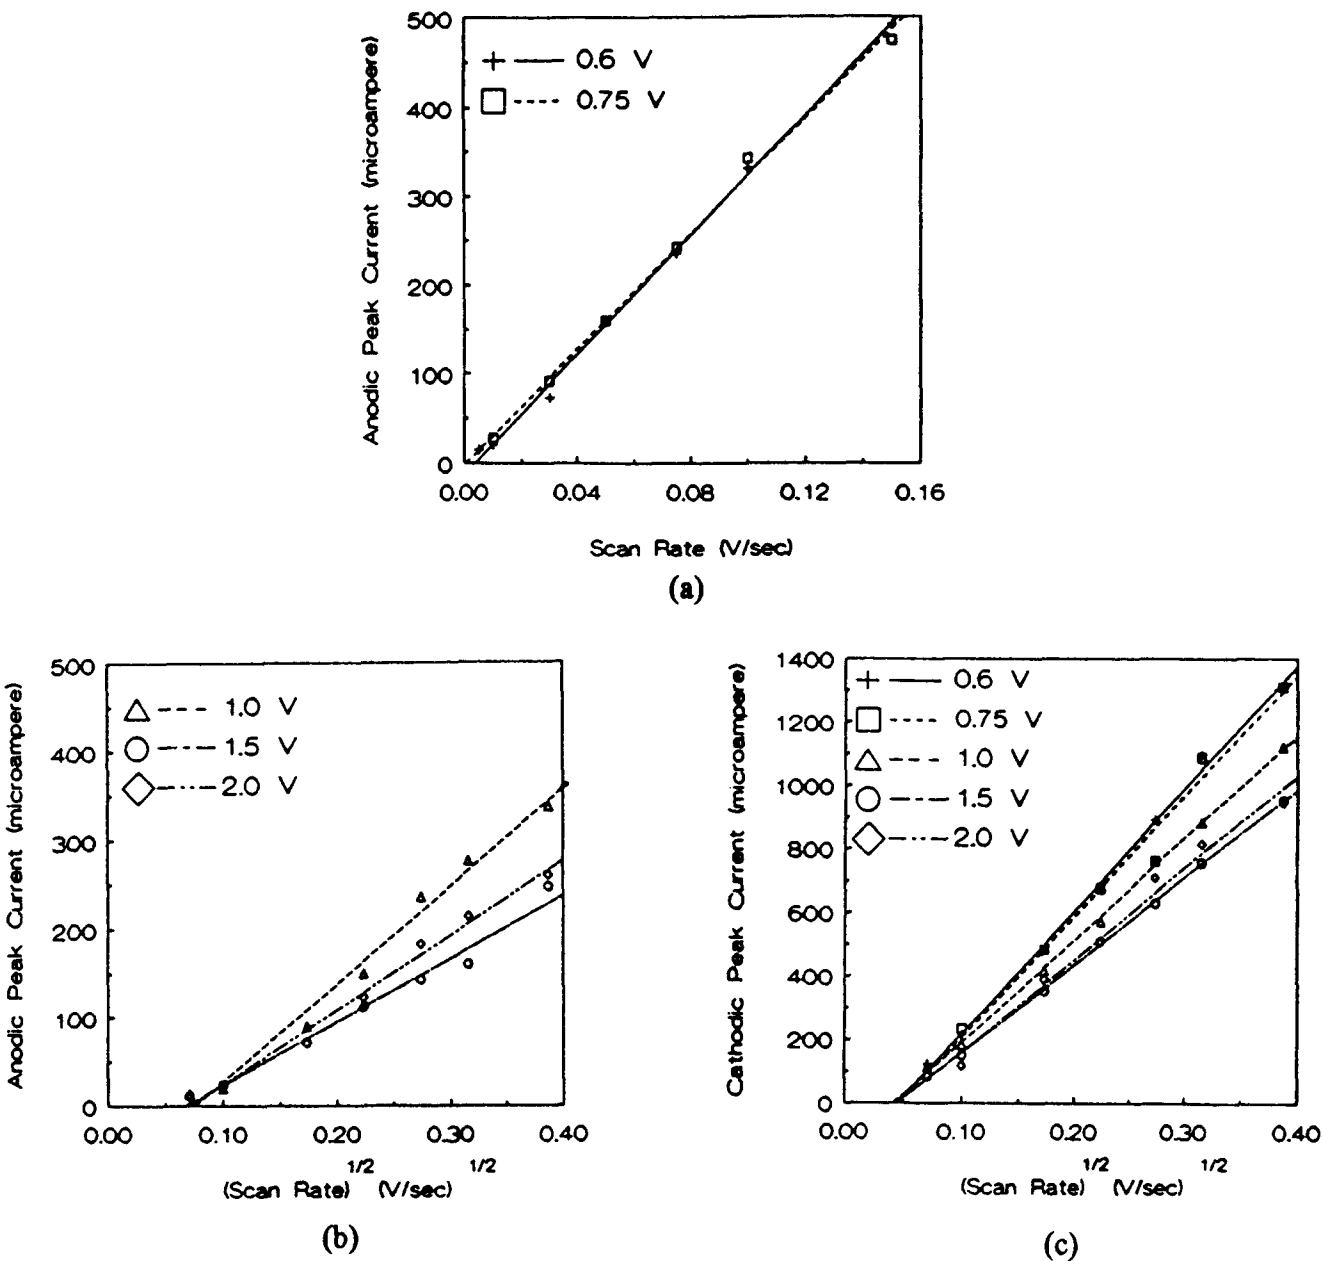 Anodic Peak Current (microampere)
500
400
300
200
100
0
+ 0.6 V
□ 0.75 V
0.00 0.04 0.08 0.12 0.16
Scan Rate (V/sec)
(a)
Anodic Peak Current (microampere)
500
400
300
200
100
0
△ 1.0 V
○ 1.5 V
◇ 2.0 V
0.00 0.10 0.20 0.30 0.40
(Scan Rate) 1/2 (V/sec) 1/2
(b)
Cathodic Peak Current (microampere)
1400
1200
1000
800
600
400
200
0
+ 0.6 V
□ 0.75 V
△ 1.0 V
○ 1.5 V
◇ 2.0 V
0.00 0.10 0.20 0.30 0.40
(Scan Rate) 1/2 (V/sec) 1/2
(c)